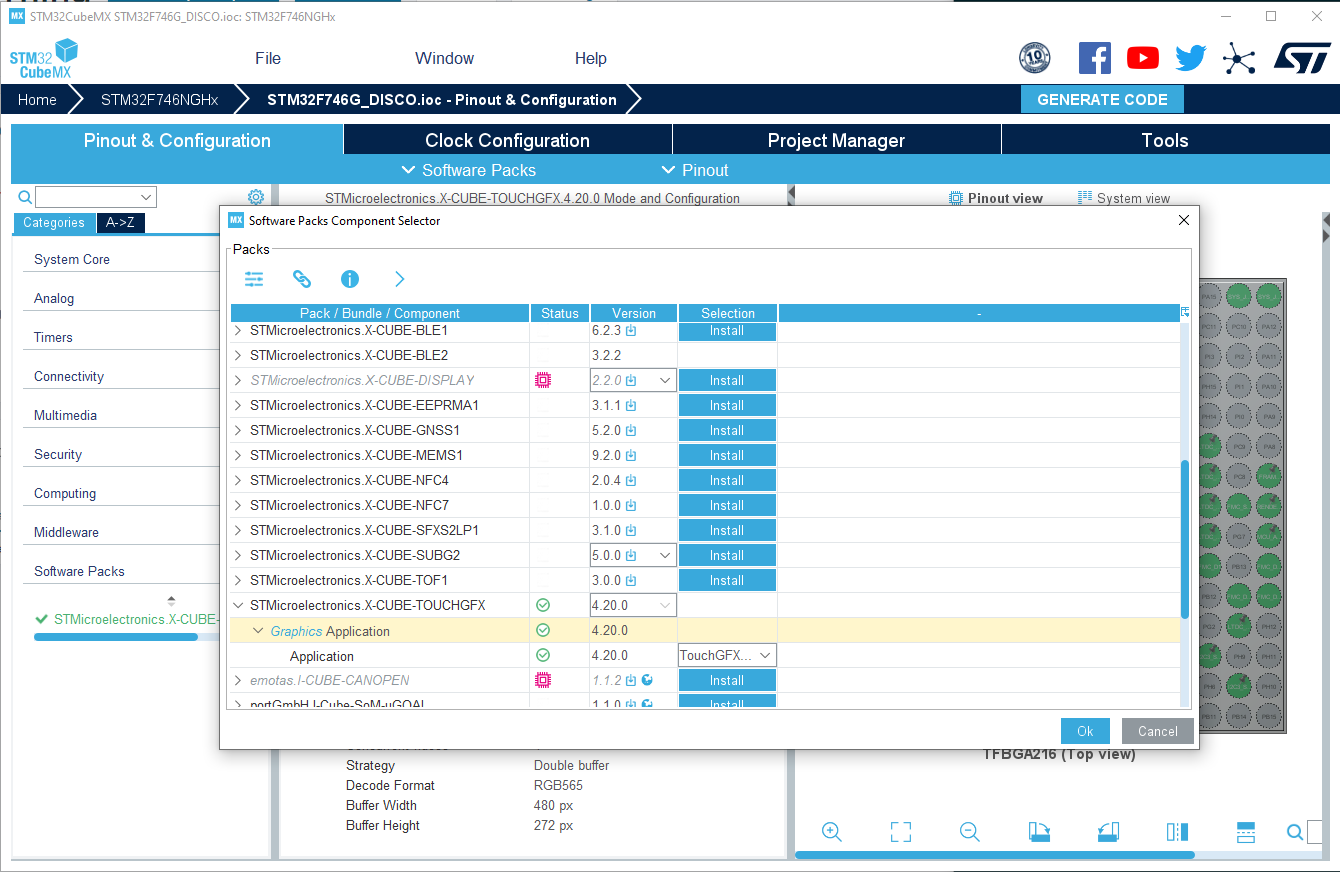 MX STM32CubeMX STM32F746G_DISCO.ioc: STM32F746NGHx
STM32
CubeMX
File Window Help
10
ST
Home STM32F746NGHx STM32F746G_DISCO.ioc - Pinout & Configuration GENERATE CODE
Pinout & Configuration Clock Configuration Project Manager Tools
Software Packs Pinout
STMicroelectronics.X-CUBE-TOUCHGFX.4.20.0 Mode and Configuration
Pinout view System view
Categories A->Z
System Core
Analog
Timers
Connectivity
Multimedia
Security
Computing
Middleware
Software Packs
STMicroelectronics.X-CUBE-
MX Software Packs Component Selector
Packs
Pack / Bundle / Component Status Version Selection -
STMicroelectronics.X-CUBE-BLE1 6.2.3 Install
STMicroelectronics.X-CUBE-BLE2 3.2.2
STMicroelectronics.X-CUBE-DISPLAY 2.2.0 Install
STMicroelectronics.X-CUBE-EEPRMA1 3.1.1 Install
STMicroelectronics.X-CUBE-GNSS1 5.2.0 Install
STMicroelectronics.X-CUBE-MEMS1 9.2.0 Install
STMicroelectronics.X-CUBE-NFC4 2.0.4 Install
STMicroelectronics.X-CUBE-NFC7 1.0.0 Install
STMicroelectronics.X-CUBE-SFXS2LP1 3.1.0 Install
STMicroelectronics.X-CUBE-SUBG2 5.0.0 Install
STMicroelectronics.X-CUBE-TOF1 3.0.0 Install
STMicroelectronics.X-CUBE-TOUCHGFX 4.20.0
Graphics Application 4.20.0
Application 4.20.0 TouchGFX...
emotas.I-CUBE-CANOPEN 1.1.2 Install
portGmbH.I-Cube-SoM-uGOAL 1.1.0 Install
Ok Cancel
Strategy Double buffer
Decode Format RGB565
Buffer Width 480 px
Buffer Height 272 px
TFBGA216 (Top view)